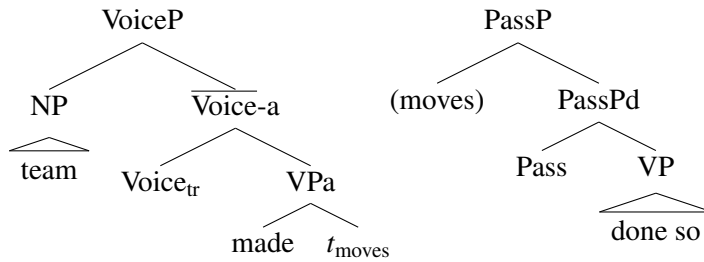 VoiceP PassP
NP Voice-a (moves) PassPd
team Voicetr VPa Pass VP
made tmoves done so